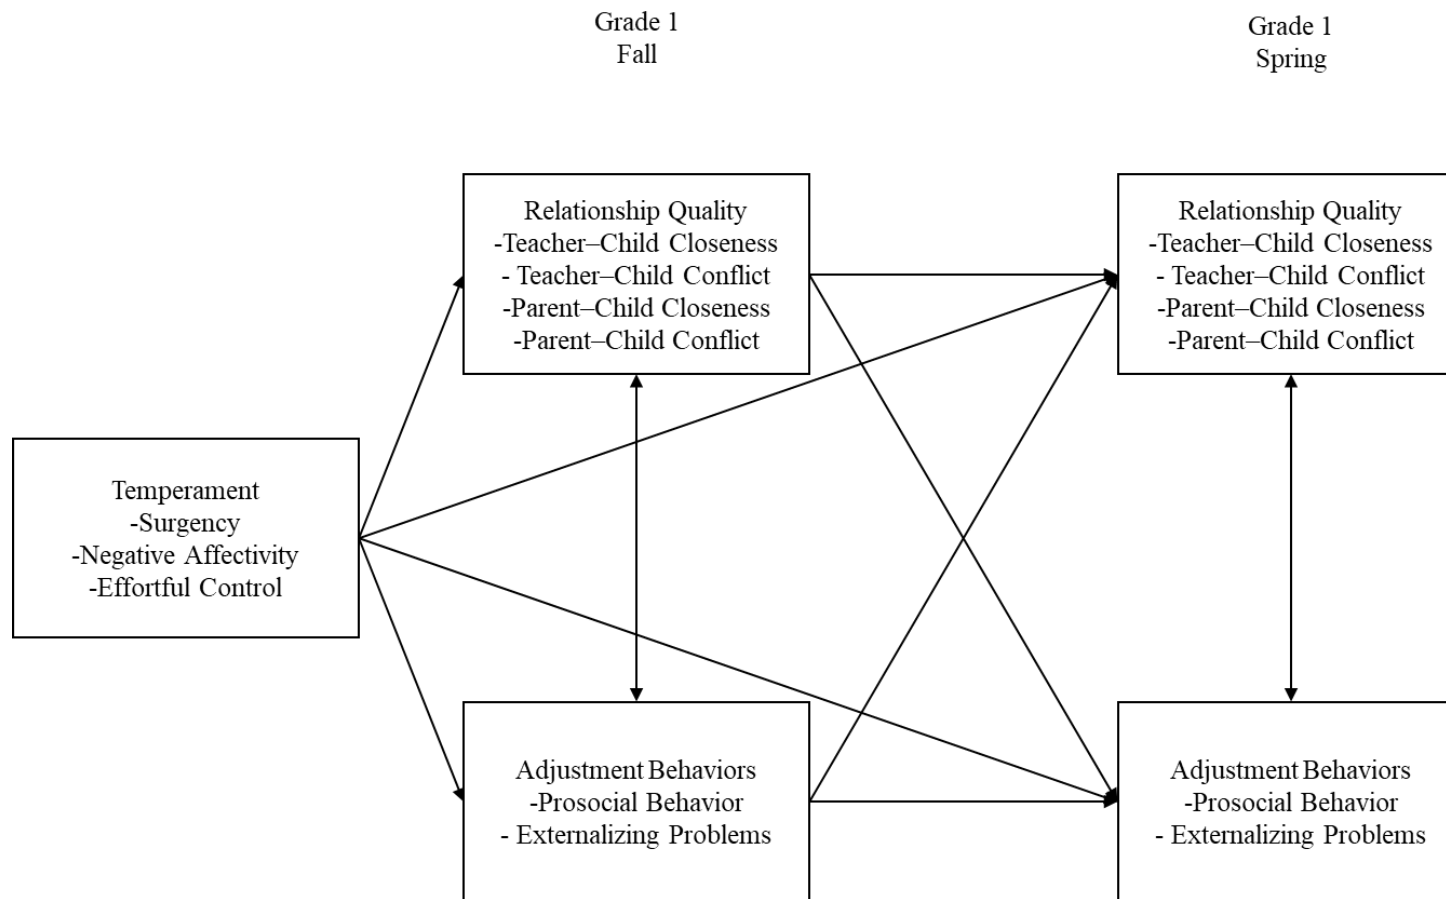 Grade 1
Fall
Grade 1
Spring
Relationship Quality
-Teacher–Child Closeness
- Teacher–Child Conflict
-Parent–Child Closeness
-Parent–Child Conflict
Relationship Quality
-Teacher–Child Closeness
- Teacher–Child Conflict
-Parent–Child Closeness
-Parent–Child Conflict
Temperament
-Surgency
-Negative Affectivity
-Effortful Control
Adjustment Behaviors
-Prosocial Behavior
- Externalizing Problems
Adjustment Behaviors
-Prosocial Behavior
- Externalizing Problems